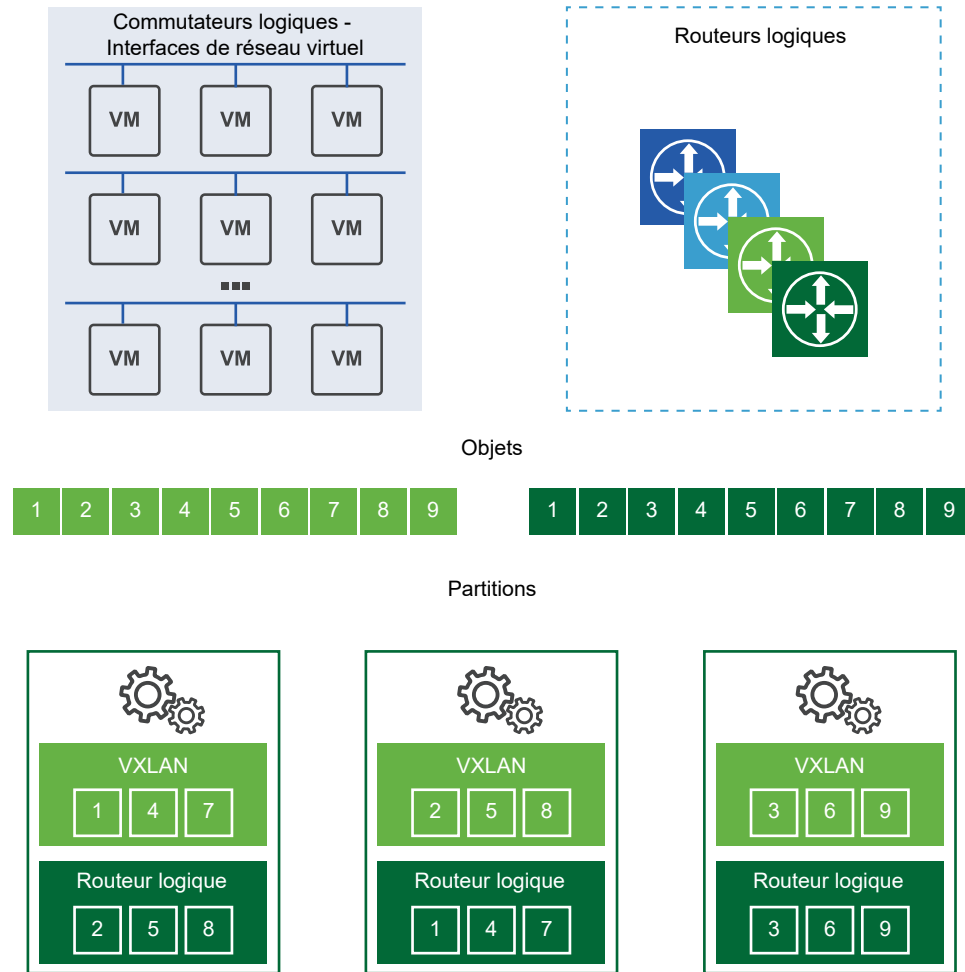 Commutateurs logiques -
Interfaces de réseau virtuel
VM VM VM
VM VM VM
VM VM VM
Routeurs logiques
Objets
1 2 3 4 5 6 7 8 9
1 2 3 4 5 6 7 8 9
Partitions
VXLAN
1 4 7
Routeur logique
2 5 8
VXLAN
2 5 8
Routeur logique
1 4 7
VXLAN
3 6 9
Routeur logique
3 6 9